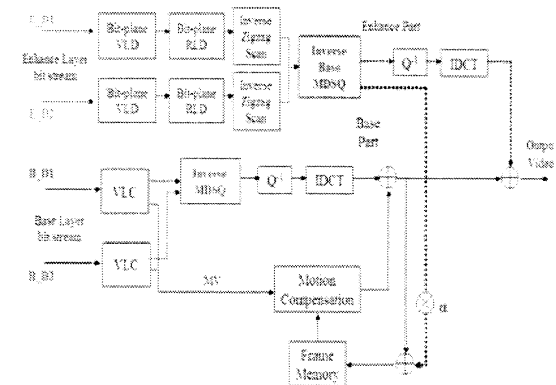 E_D1
Bit-plane
VLD
Bit-plane
RLD
Inverse
Zigzag
Scan
Enhance Layer
bit stream
E_D2
Bit-plane
VLD
Bit-plane
RLD
Inverse
Zigzag
Scan
Inverse
Base
MDSQ
Enhance Part
Q⁻¹
IDCT
Base
Part
Output
Video
B_D1
VLC
Inverse
MDSQ
Q⁻¹
IDCT
Base Layer
bit stream
B_D2
VLC
MV
Motion
Compensation
α
Frame
Memory